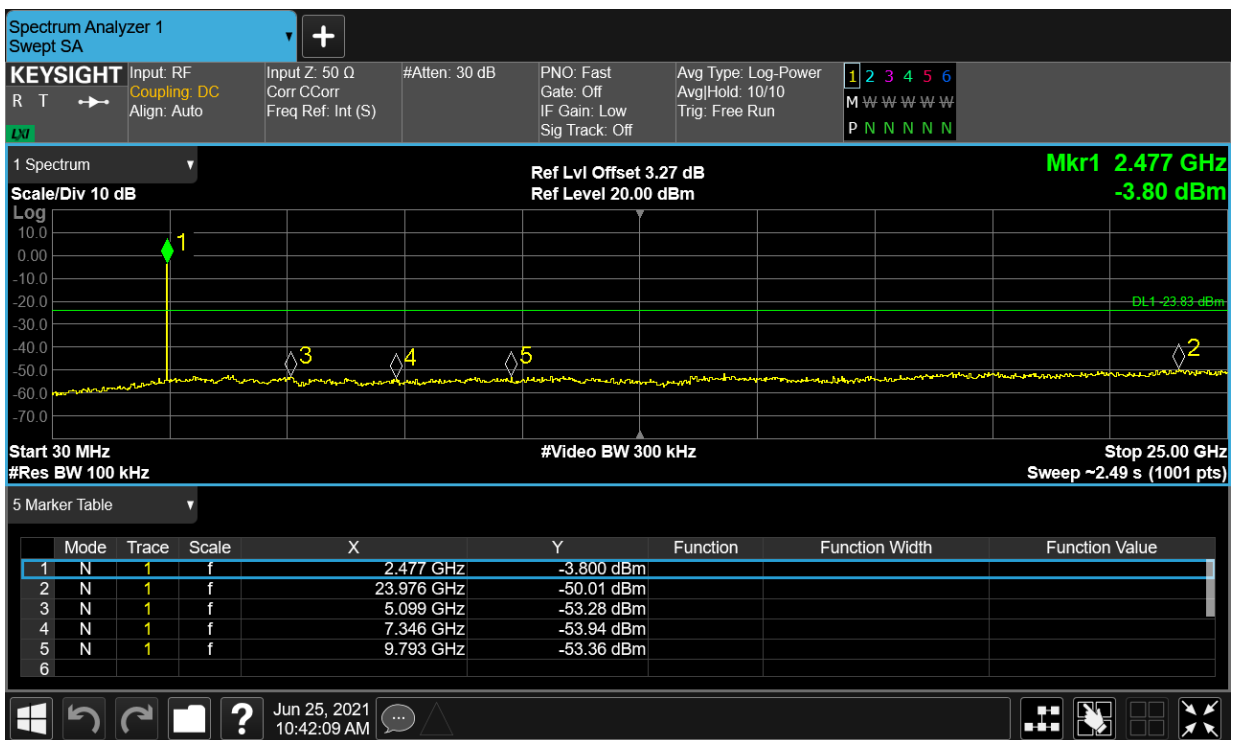 Spectrum Analyzer 1
Swept SA
+
KEYSIGHT
R T
LXI
Input: RF
Coupling: DC
Align: Auto
Input Z: 50 Ω
Corr CCorr
Freq Ref: Int (S)
#Atten: 30 dB
PNO: Fast
Gate: Off
IF Gain: Low
Sig Track: Off
Avg Type: Log-Power
Avg|Hold: 10/10
Trig: Free Run
1 2 3 4 5 6
M W W W W W
P N N N N N
1 Spectrum
Scale/Div 10 dB
Ref Lvl Offset 3.27 dB
Ref Level 20.00 dBm
Mkr1 2.477 GHz
-3.80 dBm
Log
10.0
0.00
-10.0
-20.0
-30.0
-40.0
-50.0
-60.0
-70.0
1
DL1 -23.83 dBm
3
4
5
2
Start 30 MHz
#Res BW 100 kHz
#Video BW 300 kHz
Stop 25.00 GHz
Sweep ~2.49 s (1001 pts)
5 Marker Table
Mode Trace Scale X Y Function Function Width Function Value
1 N 1 f 2.477 GHz -3.800 dBm
2 N 1 f 23.976 GHz -50.01 dBm
3 N 1 f 5.099 GHz -53.28 dBm
4 N 1 f 7.346 GHz -53.94 dBm
5 N 1 f 9.793 GHz -53.36 dBm
6
?
Jun 25, 2021
10:42:09 AM